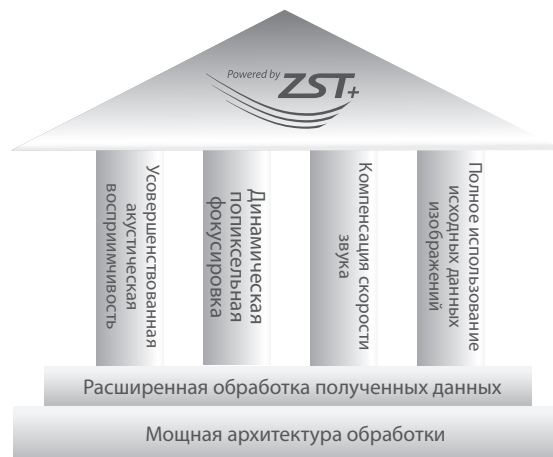 Powered by
ZST+
Усовершенствованная
акустическая
восприимчивость
Динамическая
попиксельная
фокусировка
Компенсация скорости
звука
Полное использование
исходных данных
изображений
Расширенная обработка полученных данных
Мощная архитектура обработки